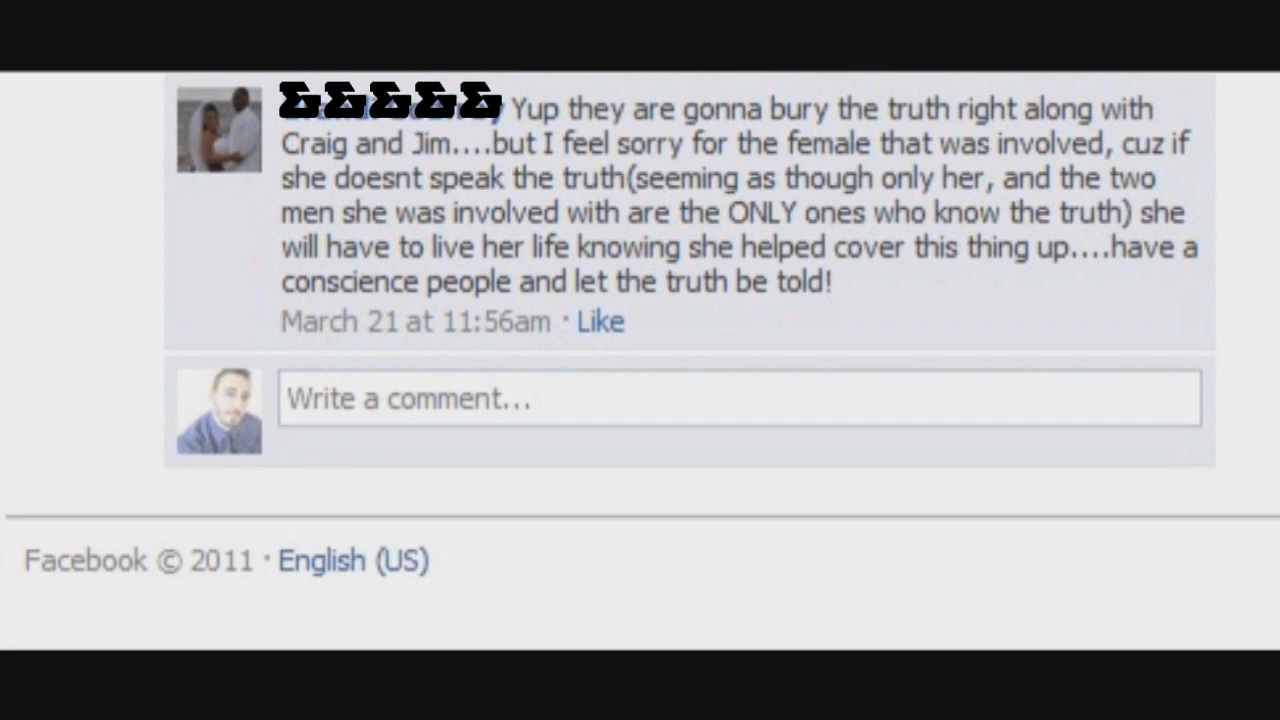 Yup they are gonna bury the truth right along with
Craig and Jim....but I feel sorry for the female that was involved, cuz if
she doesnt speak the truth(seeming as though only her, and the two
men she was involved with are the ONLY ones who know the truth) she
will have to live her life knowing she helped cover this thing up....have a
conscience people and let the truth be told!
March 21 at 11:56am · Like
Write a comment...
Facebook © 2011 · English (US)